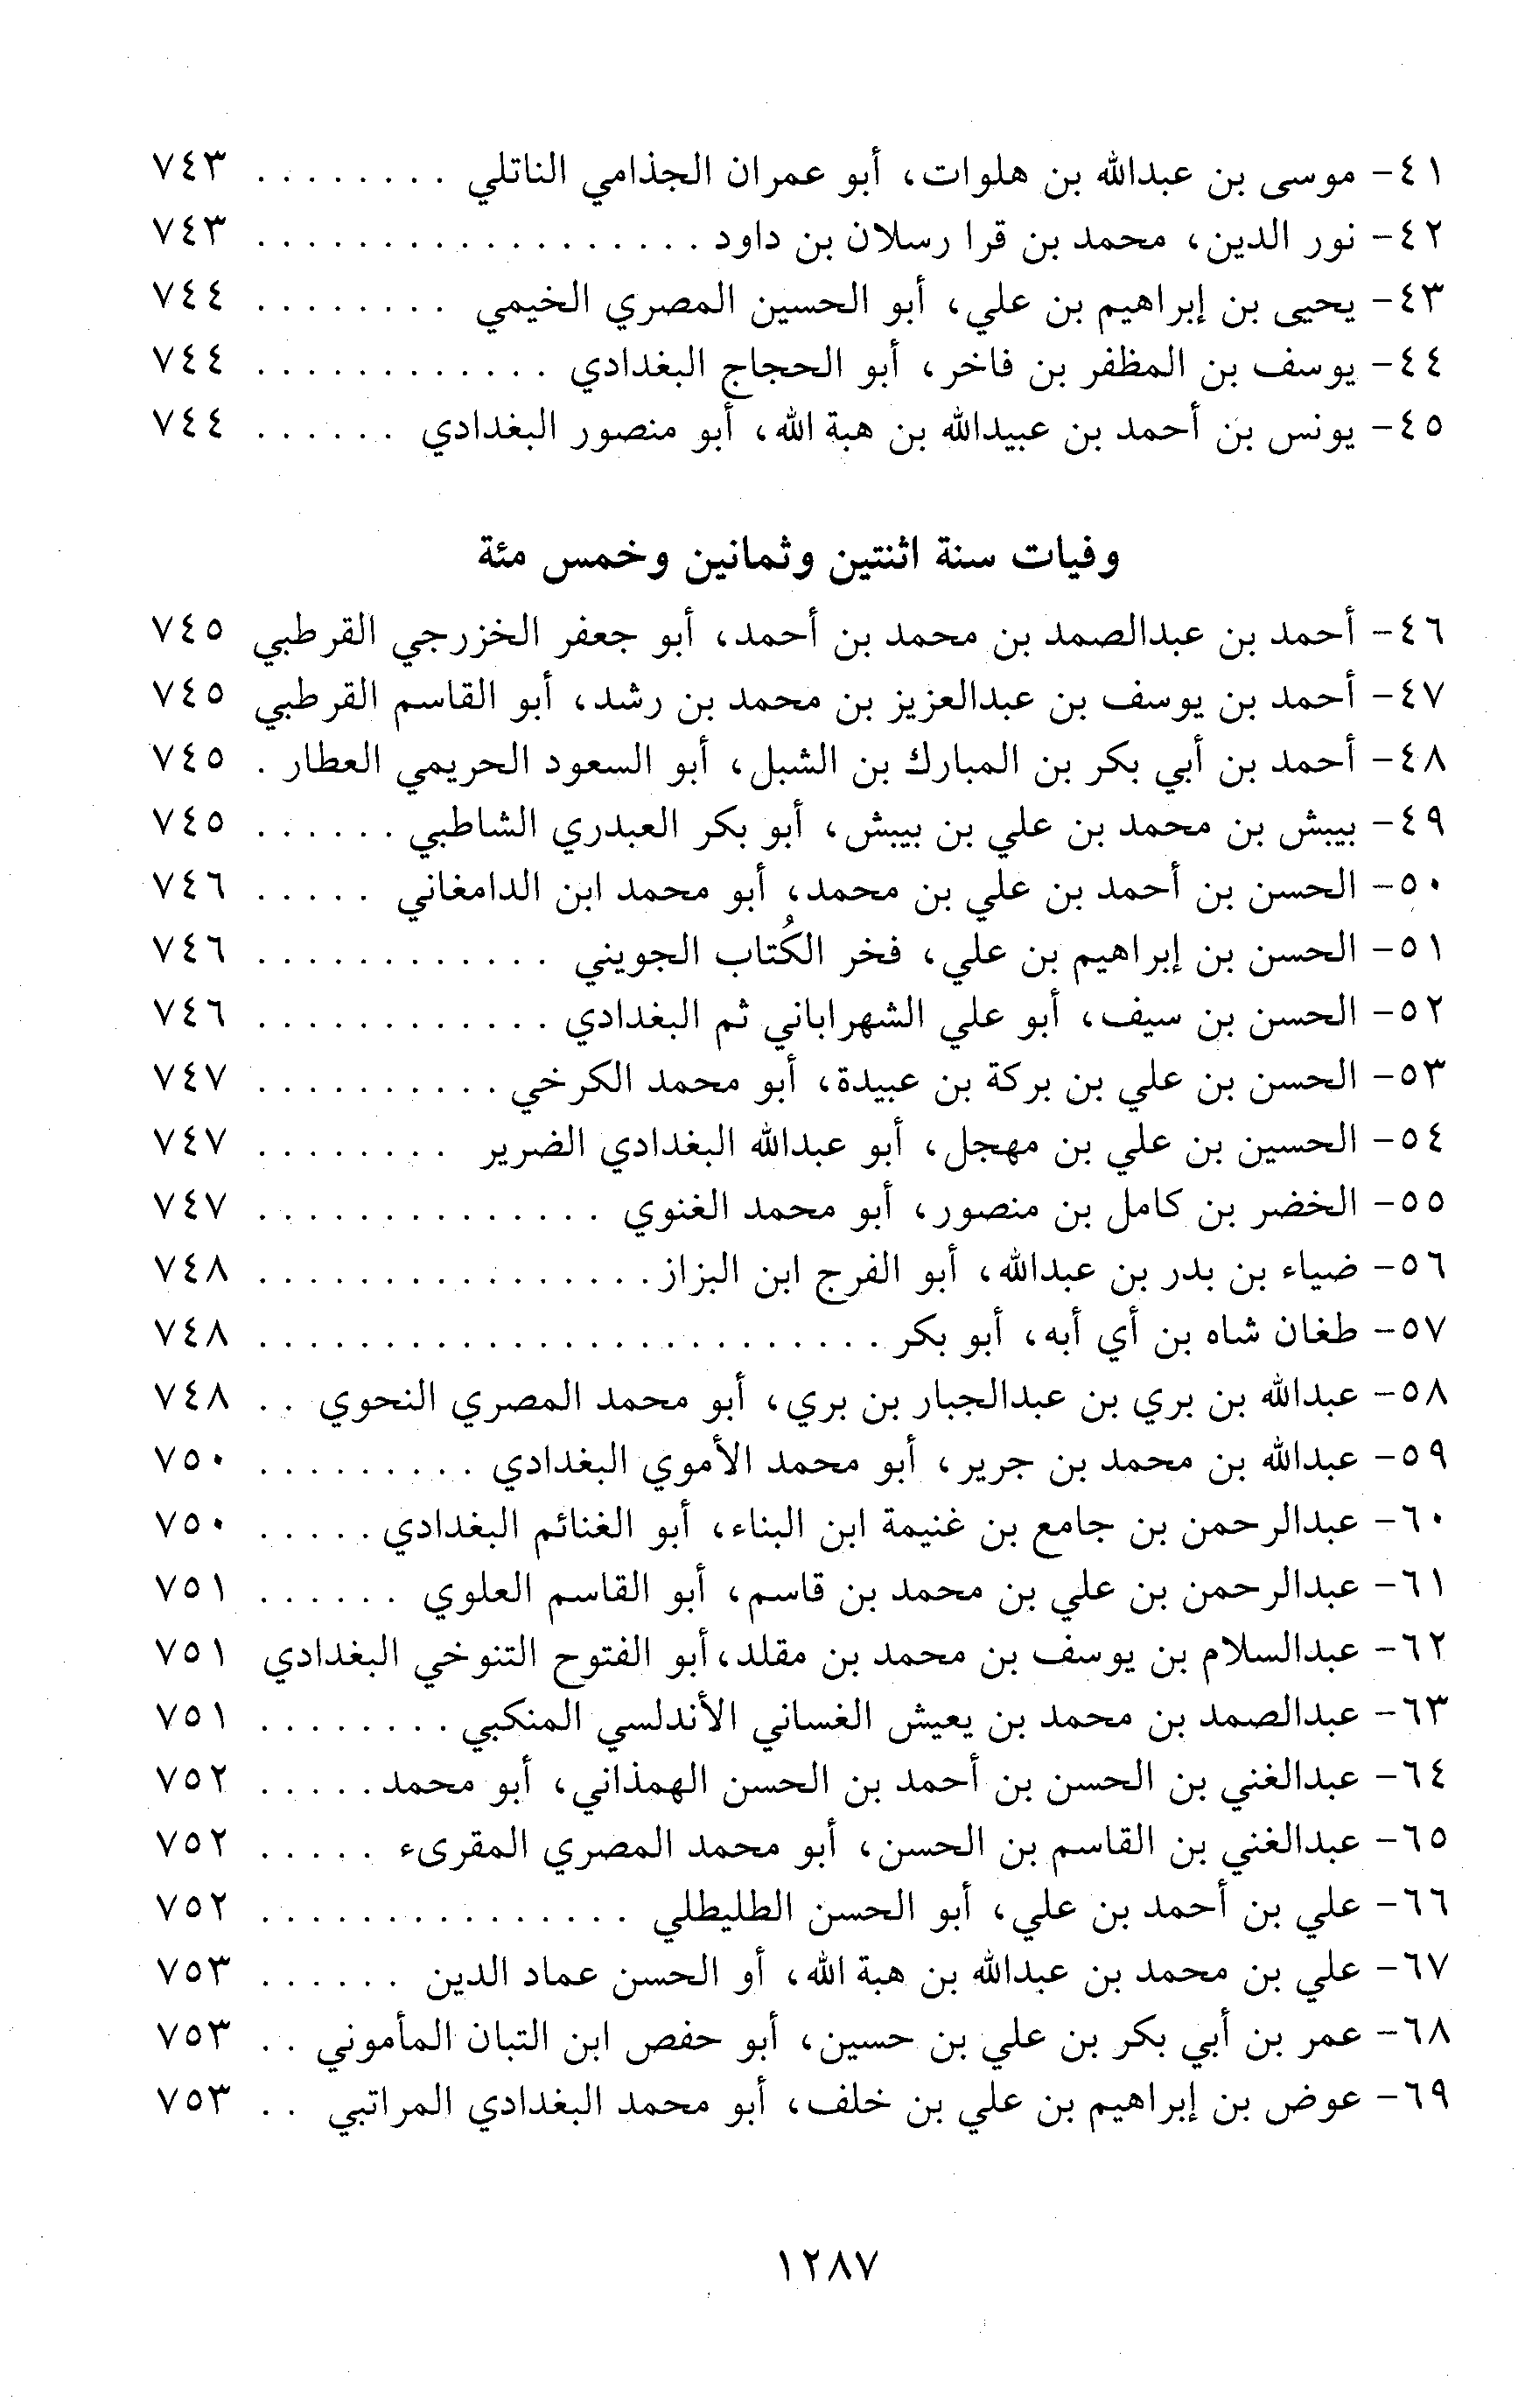 ٤١- موسى بن عبدالله بن هلوات، أبو عمران الجذامي الناتلي . . . . . . . . ٧٤٣
٤٢- نور الدين، محمد بن قرا رسلان بن داود . . . . . . . . . . . . . . . . . . ٧٤٣
٤٣- يحيى بن إبراهيم بن علي، أبو الحسين المصري الخيمي . . . . . . . . ٧٤٤
٤٤- يوسف بن المظفر بن فاخر، أبو الحجاج البغدادي . . . . . . . . . . . . ٧٤٤
٤٥- يونس بن أحمد بن عبيدالله بن هبة الله، أبو منصور البغدادي . . . . . . ٧٤٤
وفيات سنة اثنتين وثمانين وخمس مئة
٤٦- أحمد بن عبدالصمد بن محمد بن أحمد، أبو جعفر الخزرجي القرطبي ٧٤٥
٤٧- أحمد بن يوسف بن عبدالعزيز بن محمد بن رشد، أبو القاسم القرطبي ٧٤٥
٤٨- أحمد بن أبي بكر بن المبارك بن الشبل، أبو السعود الحريمي العطار . ٧٤٥
٤٩- بيبش بن محمد بن علي بن بيبش، أبو بكر العبدري الشاطبي . . . . . . ٧٤٥
٥٠- الحسن بن أحمد بن علي بن محمد، أبو محمد ابن الدامغاني . . . . . ٧٤٦
٥١- الحسن بن إبراهيم بن علي، فخر الكُتاب الجويني . . . . . . . . . . . . ٧٤٦
٥٢- الحسن بن سيف، أبو علي الشهراباني ثم البغدادي . . . . . . . . . . . . ٧٤٦
٥٣- الحسن بن علي بن بركة بن عبيدة، أبو محمد الكرخي . . . . . . . . . . ٧٤٧
٥٤- الحسين بن علي بن مهجل، أبو عبدالله البغدادي الضرير . . . . . . . . ٧٤٧
٥٥- الخضر بن كامل بن منصور، أبو محمد الغنوي . . . . . . . . . . . . . . ٧٤٧
٥٦- ضياء بن بدر بن عبدالله، أبو الفرج ابن البزاز . . . . . . . . . . . . . . . . ٧٤٨
٥٧- طغان شاه بن أي أبه، أبو بكر . . . . . . . . . . . . . . . . . . . . . . . . . ٧٤٨
٥٨- عبدالله بن بري بن عبدالجبار بن بري، أبو محمد المصري النحوي . . ٧٤٨
٥٩- عبدالله بن محمد بن جرير، أبو محمد الأموي البغدادي . . . . . . . . . ٧٥٠
٦٠- عبدالرحمن بن جامع بن غنيمة ابن البناء، أبو الغنائم البغدادي . . . . . ٧٥٠
٦١- عبدالرحمن بن علي بن محمد بن قاسم، أبو القاسم العلوي . . . . . . ٧٥١
٦٢- عبدالسلام بن يوسف بن محمد بن مقلد، أبو الفتوح التنوخي البغدادي ٧٥١
٦٣- عبدالصمد بن محمد بن يعيش الغساني الأندلسي المنكبي . . . . . . . . ٧٥١
٦٤- عبدالغني بن الحسن بن أحمد بن الحسن الهمذاني، أبو محمد . . . . . ٧٥٢
٦٥- عبدالغني بن القاسم بن الحسن، أبو محمد المصري المقرىء . . . . . ٧٥٢
٦٦- علي بن أحمد بن علي، أبو الحسن الطليطلي . . . . . . . . . . . . . . . ٧٥٢
٦٧- علي بن محمد بن عبدالله بن هبة الله، أو الحسن عماد الدين . . . . . . ٧٥٣
٦٨- عمر بن أبي بكر بن علي بن حسين، أبو حفص ابن التبان المأموني . . ٧٥٣
٦٩- عوض بن إبراهيم بن علي بن خلف، أبو محمد البغدادي المراتبي . . ٧٥٣
١٢٨٧